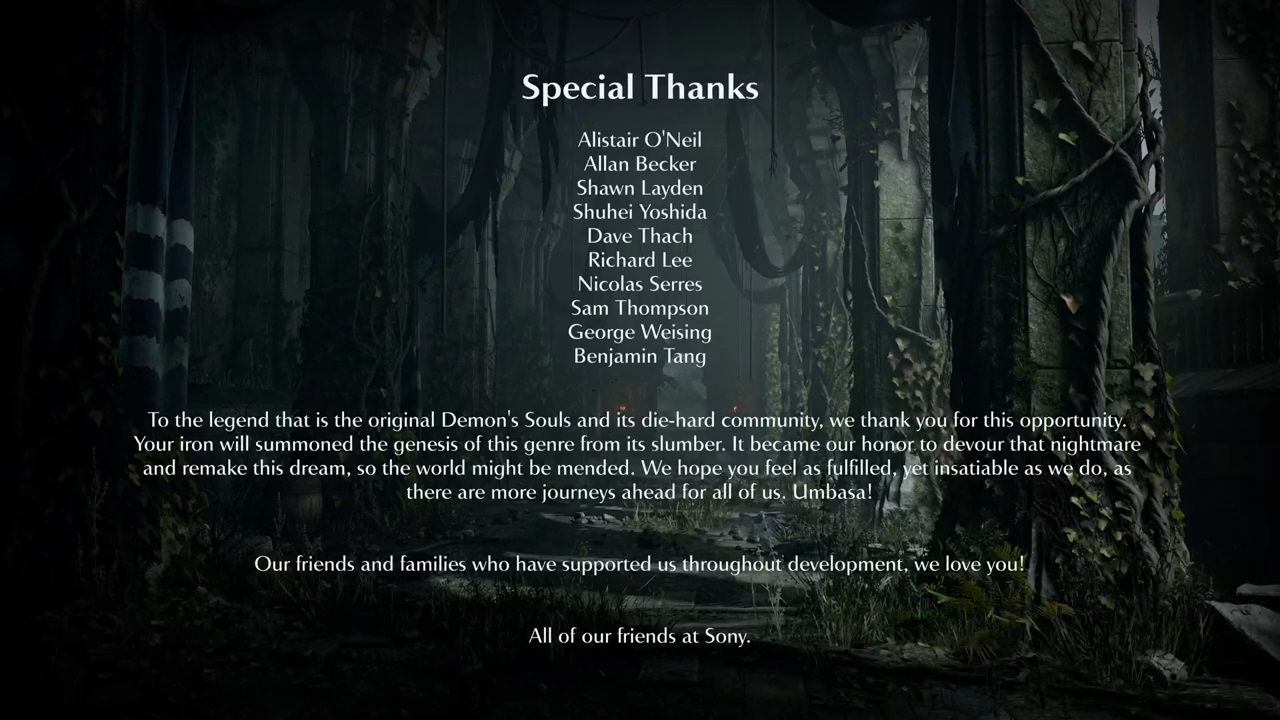 Special Thanks
Alistair O'Neil
Allan Becker
Shawn Layden
Shuhei Yoshida
Dave Thach
Richard Lee
Nicolas Serres
Sam Thompson
George Weising
Benjamin Tang
To the legend that is the original Demon's Souls and its die-hard community, we thank you for this opportunity.
Your iron will summoned the genesis of this genre from its slumber. It became our honor to devour that nightmare
and remake this dream, so the world might be mended. We hope you feel as fulfilled, yet insatiable as we do, as
there are more journeys ahead for all of us. Umbasa!
Our friends and families who have supported us throughout development, we love you!
All of our friends at Sony.